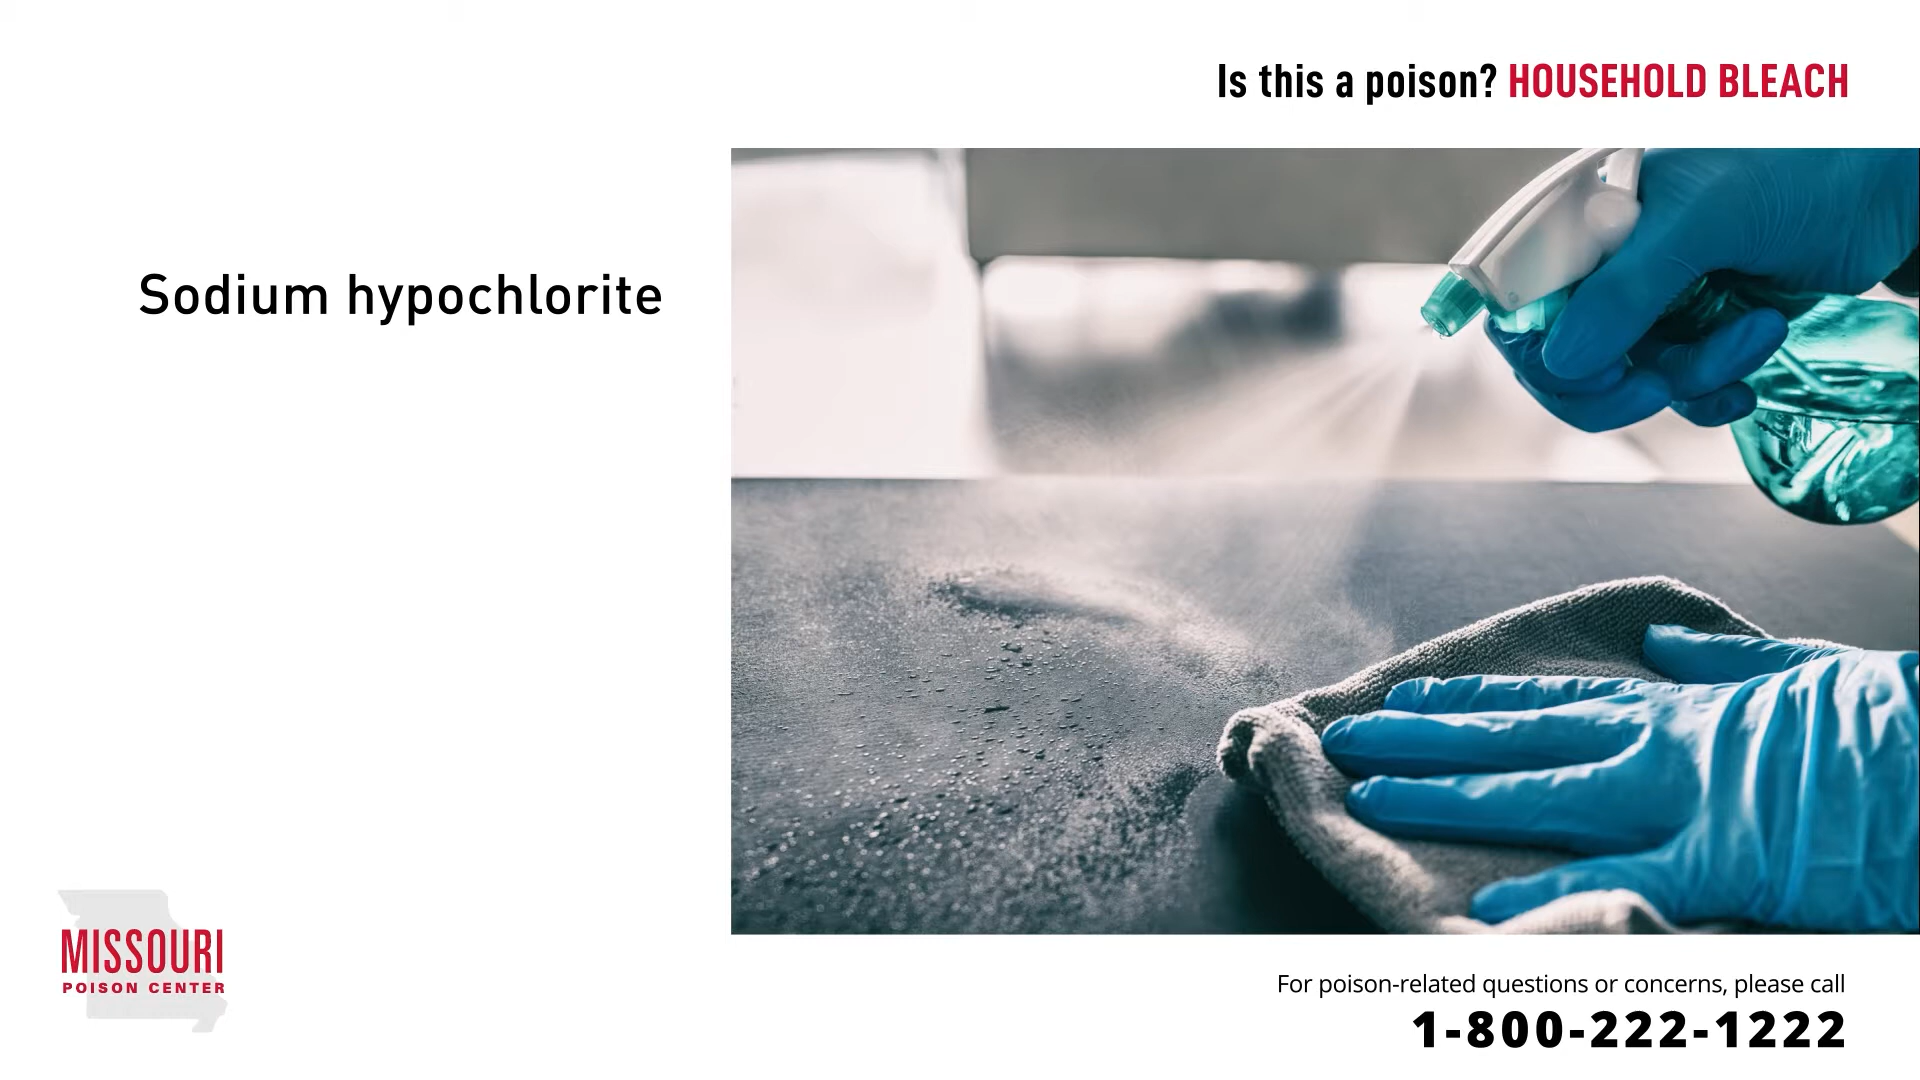 Is this a poison? HOUSEHOLD BLEACH
Sodium hypochlorite
MISSOURI
POISON CENTER
For poison-related questions or concerns, please call
1-800-222-1222